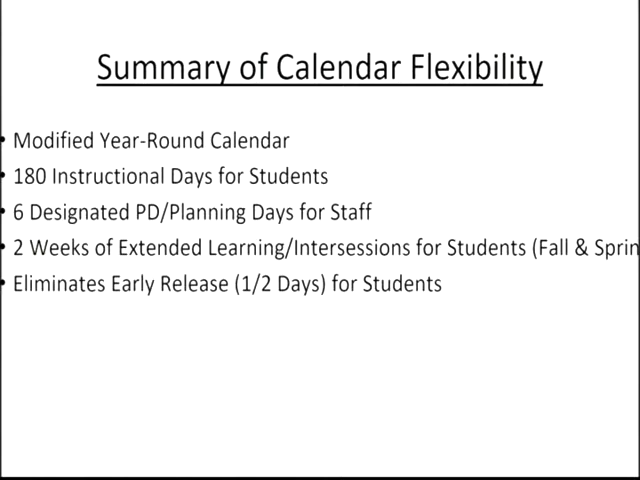 Summary of Calendar Flexibility
• Modified Year-Round Calendar
• 180 Instructional Days for Students
• 6 Designated PD/Planning Days for Staff
• 2 Weeks of Extended Learning/Intersessions for Students (Fall & Sprin
• Eliminates Early Release (1/2 Days) for Students